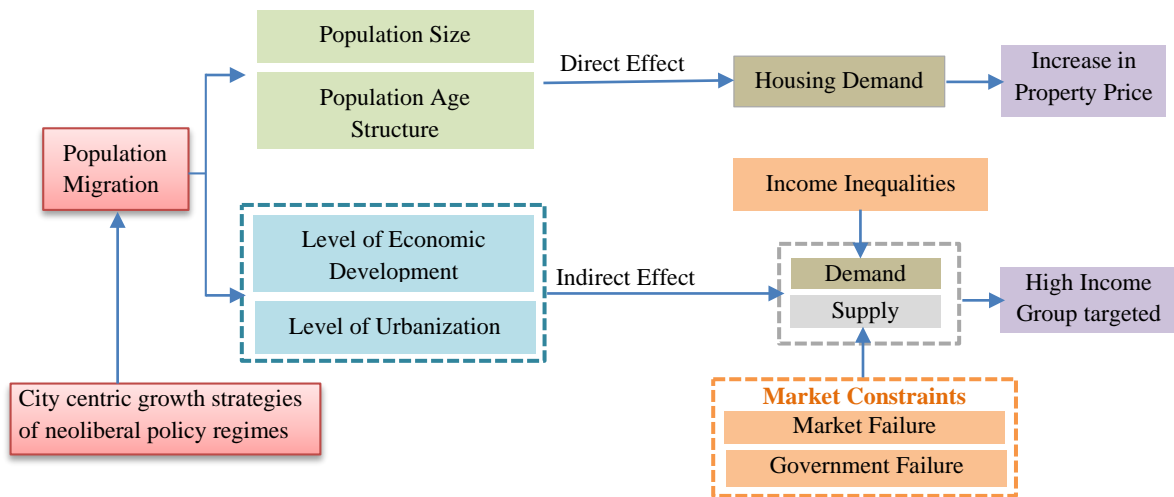 Population Size
Population Age
Structure
Direct Effect
Housing Demand
Increase in
Property Price
Population
Migration
Income Inequalities
Level of Economic
Development
Level of Urbanization
Indirect Effect
Demand
Supply
High Income
Group targeted
City centric growth strategies
of neoliberal policy regimes
Market Constraints
Market Failure
Government Failure